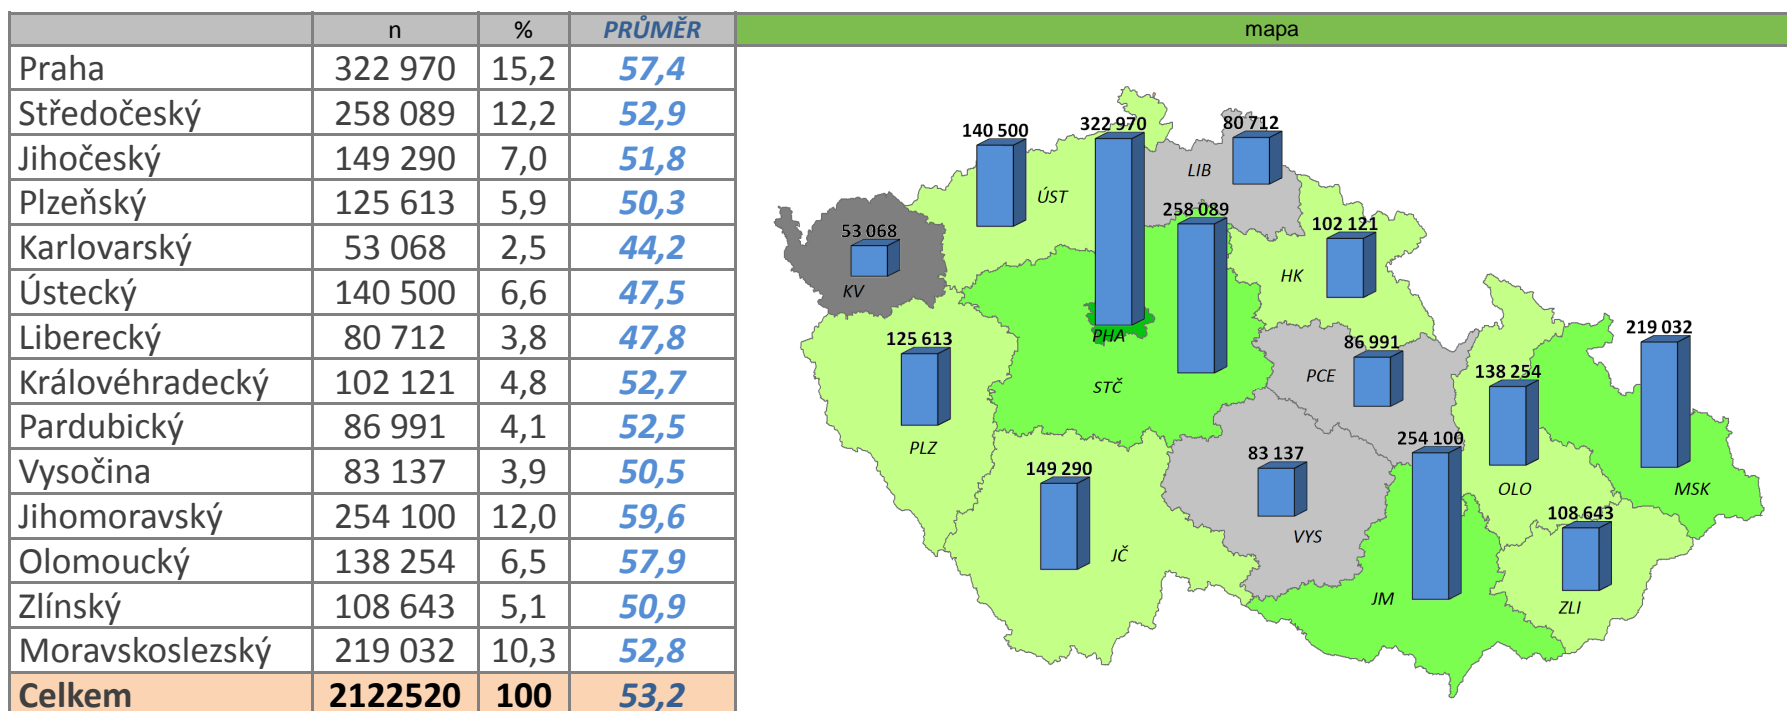 n % PRŮMĚR mapa
Praha 322 970 15,2 57,4
Středočeský 258 089 12,2 52,9
Jihočeský 149 290 7,0 51,8
Plzeňský 125 613 5,9 50,3
Karlovarský 53 068 2,5 44,2
Ústecký 140 500 6,6 47,5
Liberecký 80 712 3,8 47,8
Královéhradecký 102 121 4,8 52,7
Pardubický 86 991 4,1 52,5
Vysočina 83 137 3,9 50,5
Jihomoravský 254 100 12,0 59,6
Olomoucký 138 254 6,5 57,9
Zlínský 108 643 5,1 50,9
Moravskoslezský 219 032 10,3 52,8
Celkem 2122520 100 53,2
140 500
322 970
80 712
LIB
ÚST
258 089
53 068
102 121
HK
KV
PHA
125 613
219 032
86 991
PCE
138 254
STČ
PLZ
254 100
83 137
149 290
OLO
MSK
108 643
VYS
JČ
JM
ZLI